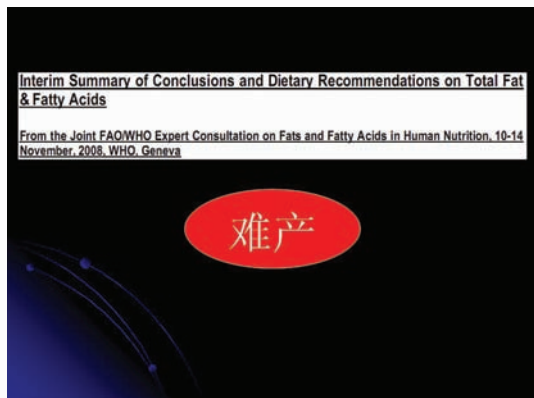 Interim Summary of Conclusions and Dietary Recommendations on Total Fat
& Fatty Acids
From the Joint FAO/WHO Expert Consultation on Fats and Fatty Acids in Human Nutrition, 10-14
November, 2008, WHO, Geneva
难产